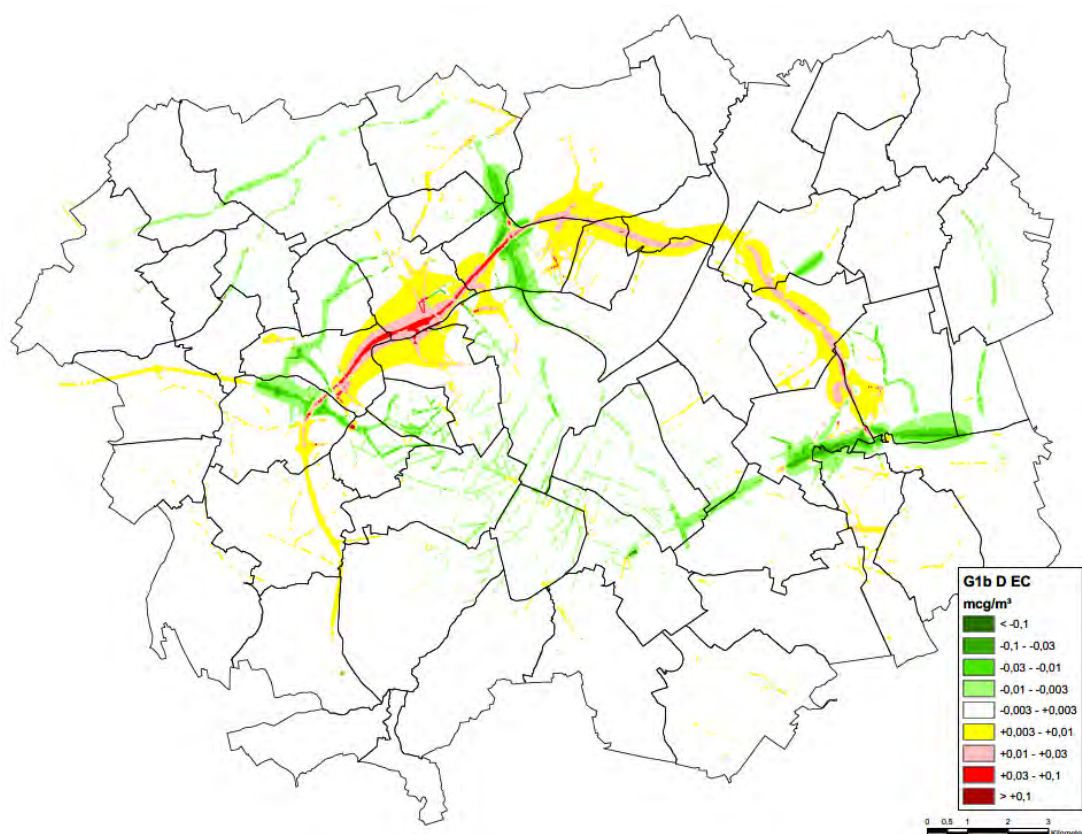 G1b D EC
mcg/m³
< -0,1
-0,1 - -0,03
-0,03 - -0,01
-0,01 - -0,003
-0,003 - +0,003
+0,003 - +0,01
+0,01 - +0,03
+0,03 - +0,1
> +0,1
0 0,5 1 2 3